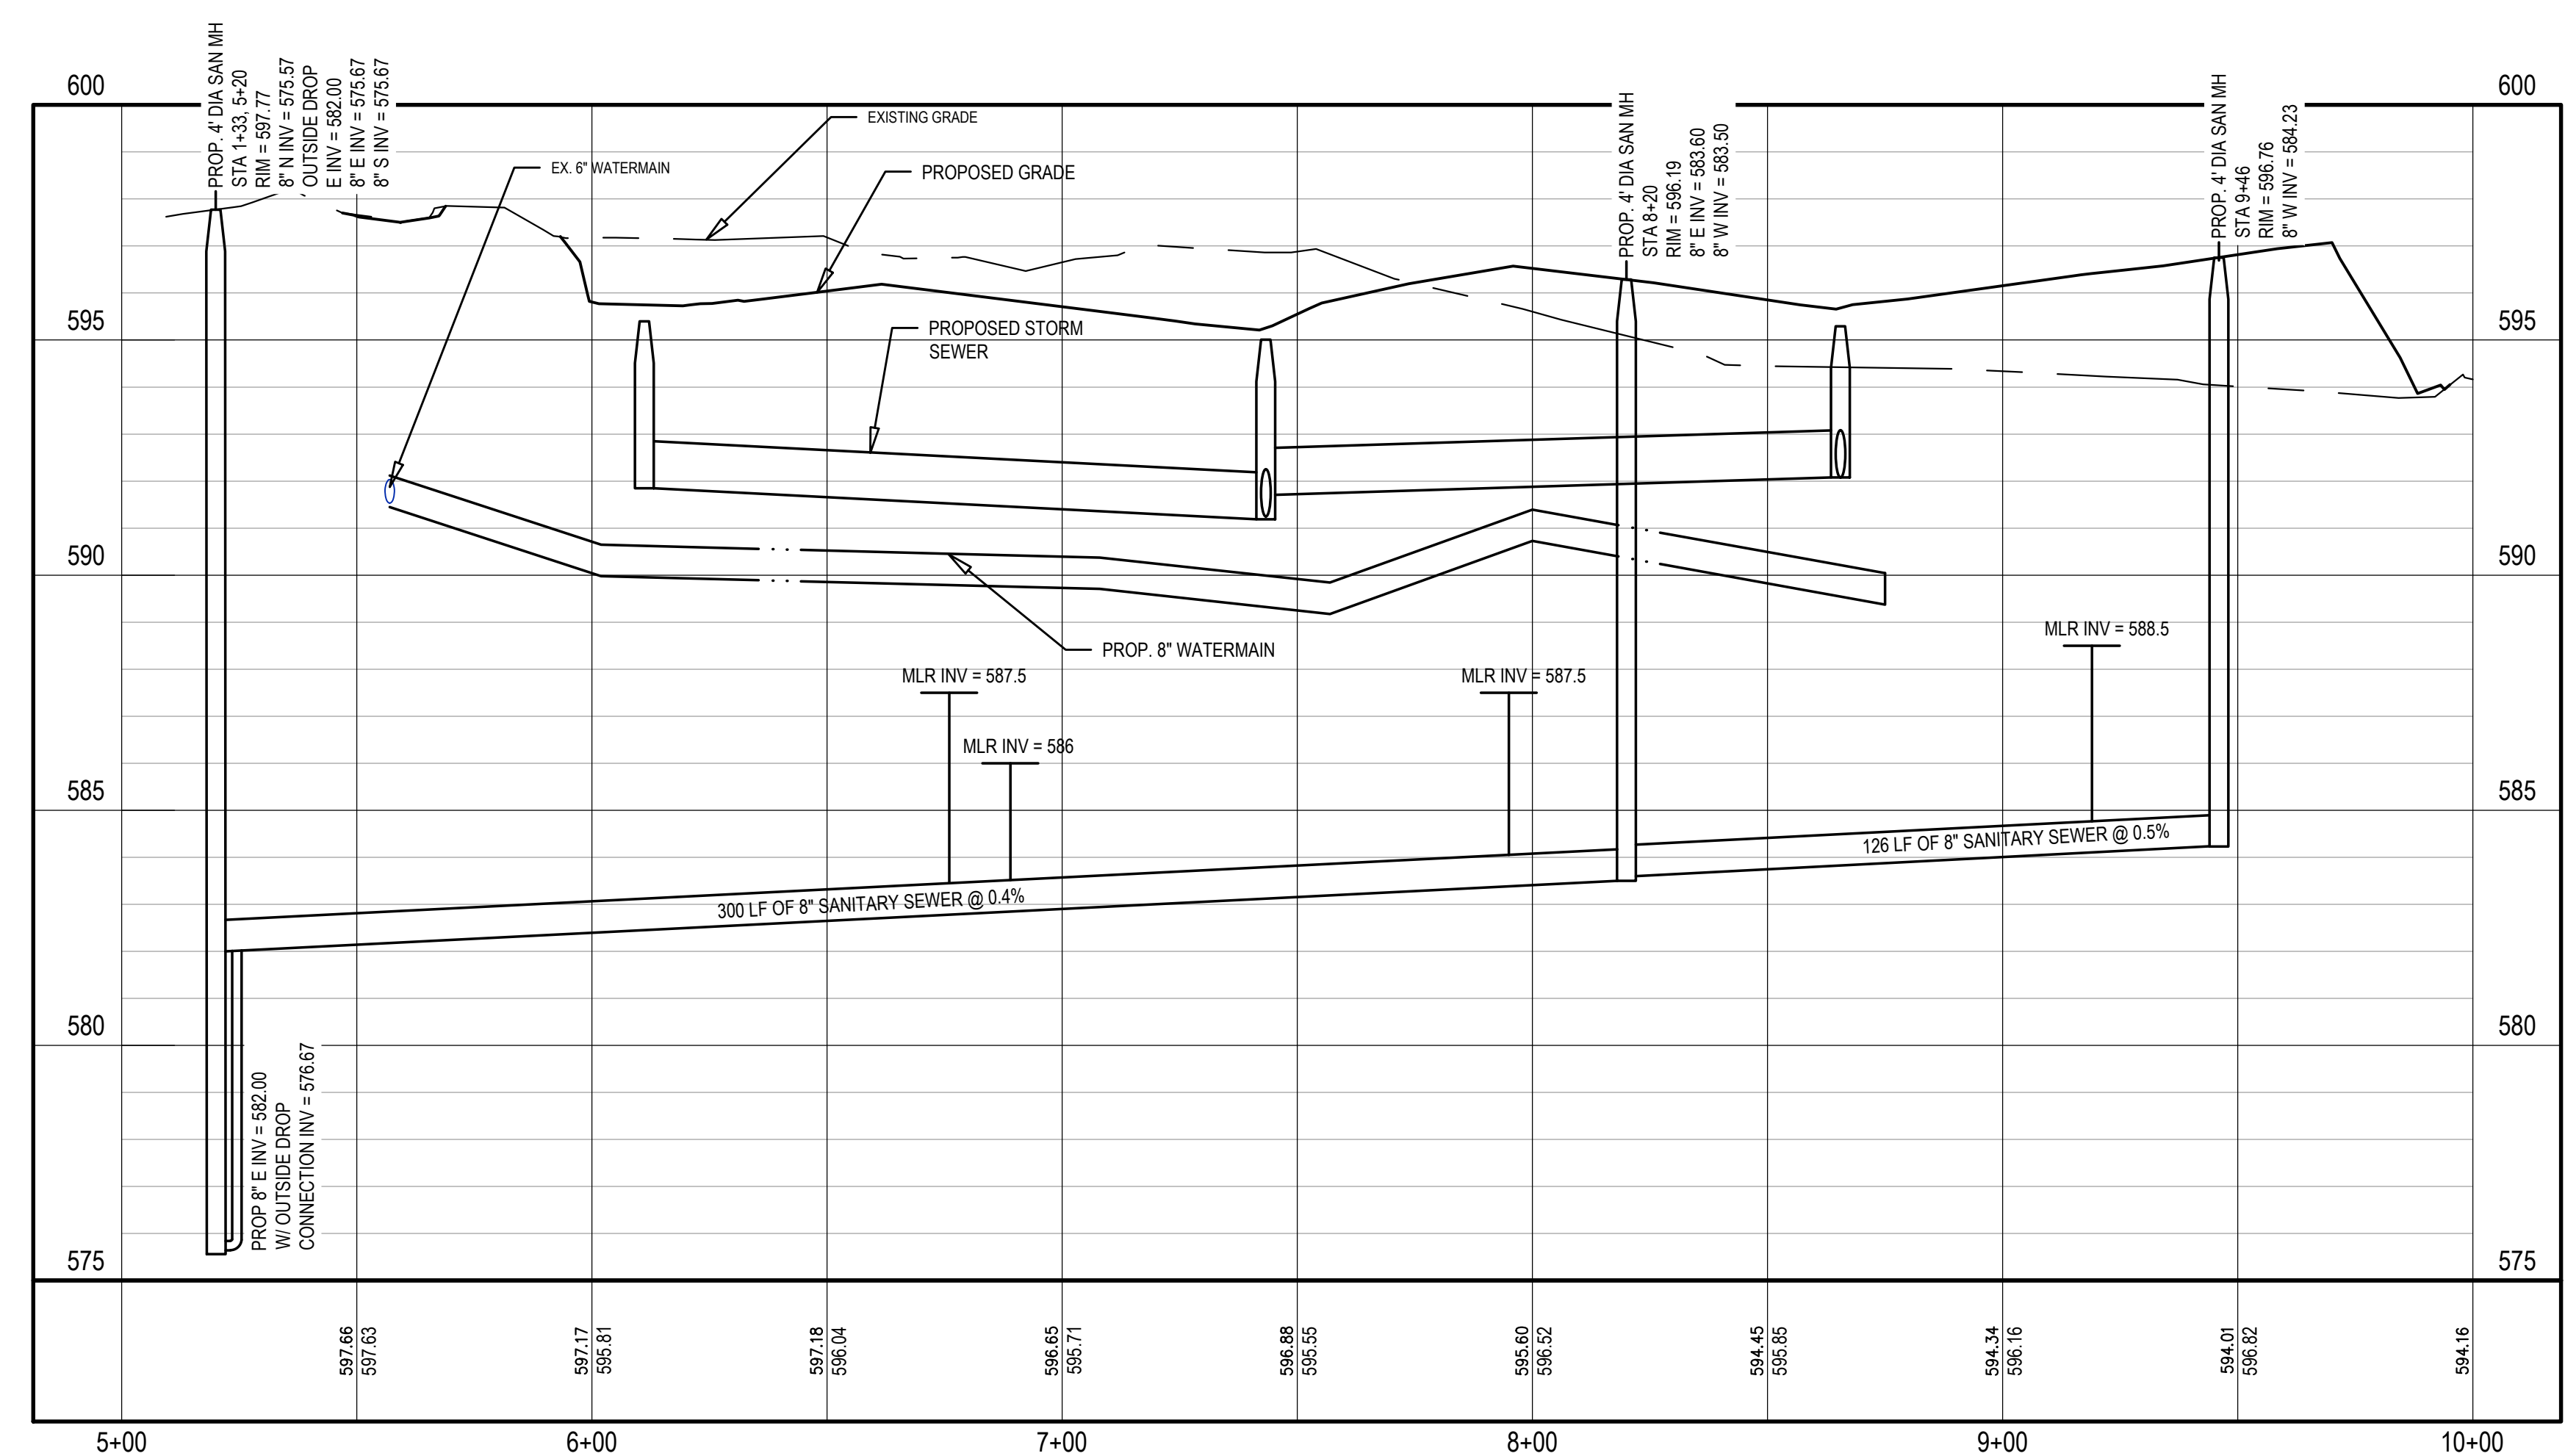 PROP. 4' DIA SAN MH
STA 1+33, 5+20
RIM = 597.77
8" N INV = 575.57
OUTSIDE DROP
E INV = 582.00
8" E INV = 575.67
8" S INV = 575.67
PROP. 4' DIA SAN MH
STA 8+20
RIM = 596.19
8" E INV = 583.60
8" W INV = 583.50
PROP. 4' DIA SAN MH
STA 9+46
RIM = 596.76
8" W INV = 584.23
600
600
EXISTING GRADE
EX. 6" WATERMAIN
PROPOSED GRADE
595
PROPOSED STORM
SEWER
595
590
590
MLR INV = 588.5
PROP. 8" WATERMAIN
MLR INV = 587.5
MLR INV = 587.5
MLR INV = 586
585
585
126 LF OF 8" SANITARY SEWER @ 0.5%
300 LF OF 8" SANITARY SEWER @ 0.4%
580
580
PROP 8" E INV = 582.00
W/ OUTSIDE DROP
CONNECTION INV = 576.67
575
575
597.66
597.63
597.17
595.81
597.18
596.04
596.65
595.71
596.88
595.55
595.60
596.52
594.45
595.85
594.34
596.16
594.01
596.82
594.16
5+00
6+00
7+00
8+00
9+00
10+00